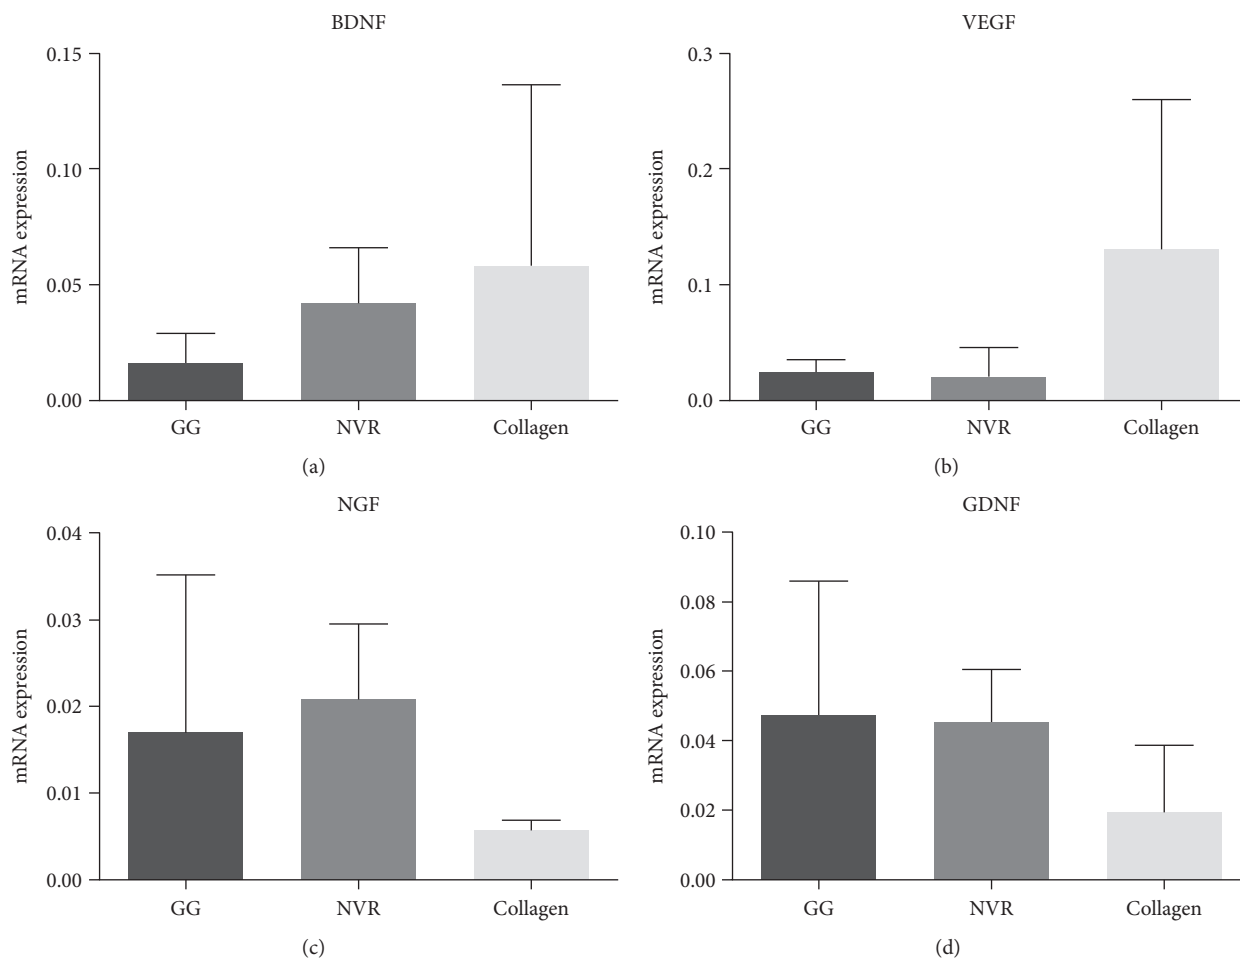 BDNF
mRNA expression
0.15
0.10
0.05
0.00
GG NVR Collagen
(a)
VEGF
mRNA expression
0.3
0.2
0.1
0.0
GG NVR Collagen
(b)
NGF
mRNA expression
0.04
0.03
0.02
0.01
0.00
GG NVR Collagen
(c)
GDNF
mRNA expression
0.10
0.08
0.06
0.04
0.02
0.00
GG NVR Collagen
(d)